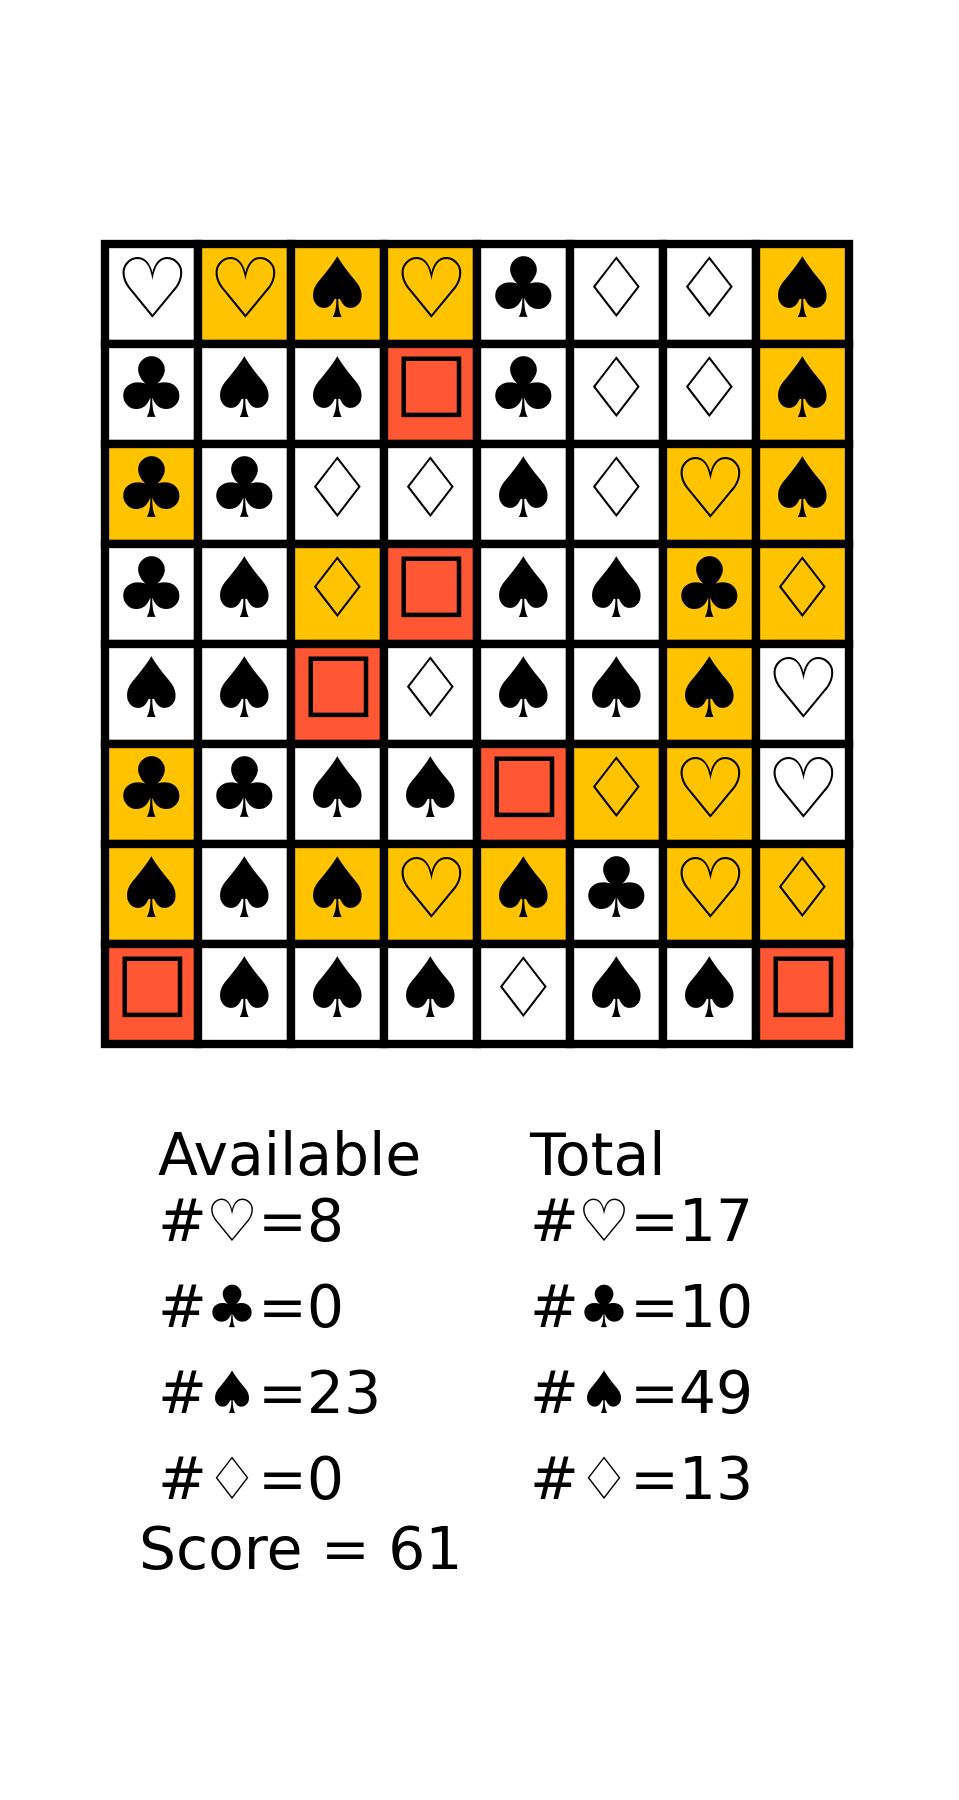 ♡ ♡ ♠ ♡ ♣ ♢ ♢ ♠
♣ ♠ ♠ □ ♣ ♢ ♢ ♠
♣ ♣ ♢ ♢ ♠ ♢ ♡ ♠
♣ ♠ ♢ □ ♠ ♠ ♣ ♢
♠ ♠ □ ♢ ♠ ♠ ♠ ♡
♣ ♣ ♠ ♠ □ ♢ ♡ ♡
♠ ♠ ♠ ♡ ♠ ♣ ♡ ♢
□ ♠ ♠ ♠ ♢ ♠ ♠ □
Available Total
#♡=8 #♡=17
#♣=0 #♣=10
#♠=23 #♠=49
#♢=0 #♢=13
Score = 61